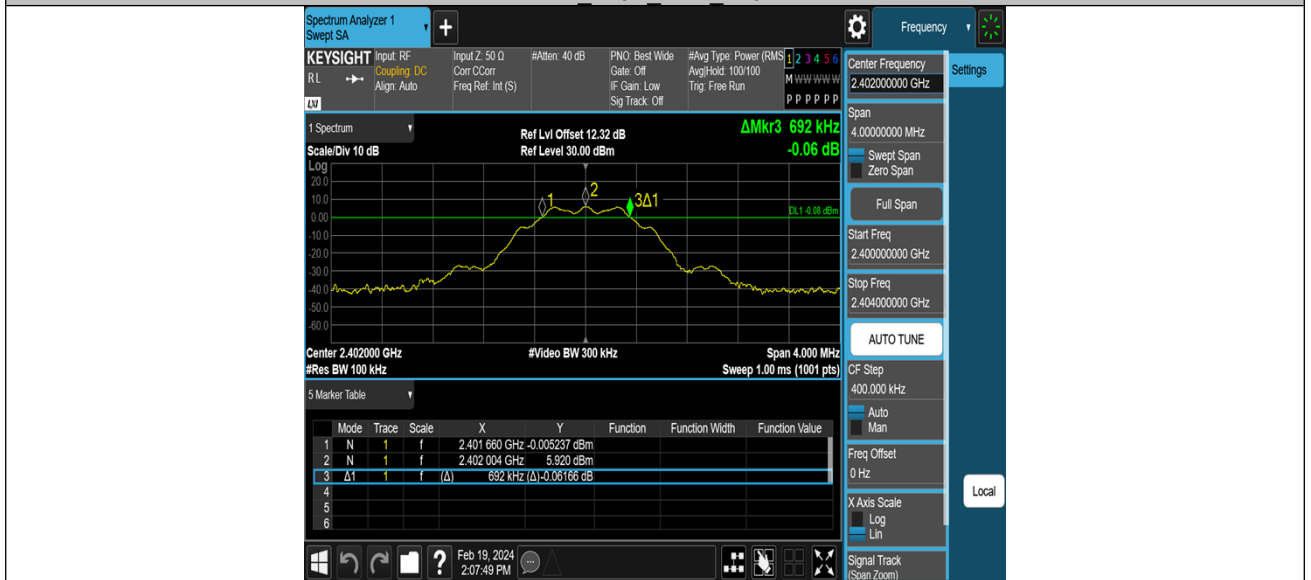 Spectrum Analyzer 1
Swept SA
+
Frequency
KEYSIGHT
RL
LXI
Input: RF
Coupling: DC
Align: Auto
Input Z: 50 Ω
Corr CCorr
Freq Ref: Int (S)
#Atten: 40 dB
PNO: Best Wide
Gate: Off
IF Gain: Low
Sig Track: Off
#Avg Type: Power (RMS
Avg|Hold: 100/100
Trig: Free Run
1 2 3 4 5 6
M W W W W W
P P P P P P
1 Spectrum
Scale/Div 10 dB
Ref Lvl Offset 12.32 dB
Ref Level 30.00 dBm
ΔMkr3 692 kHz
-0.06 dB
Log
20.0
10.0
0.00
-10.0
-20.0
-30.0
-40.0
-50.0
-60.0
1
2
3Δ1
DL1 -0.08 dBm
Center 2.402000 GHz
#Res BW 100 kHz
#Video BW 300 kHz
Span 4.000 MHz
Sweep 1.00 ms (1001 pts)
5 Marker Table
Mode Trace Scale X Y Function Function Width Function Value
1 N 1 f 2.401 660 GHz -0.005237 dBm
2 N 1 f 2.402 004 GHz 5.920 dBm
3 Δ1 1 f (Δ) 692 kHz (Δ) -0.06166 dB
4
5
6
Feb 19, 2024
2:07:49 PM
Center Frequency
2.402000000 GHz
Span
4.00000000 MHz
Swept Span
Zero Span
Full Span
Start Freq
2.400000000 GHz
Stop Freq
2.404000000 GHz
AUTO TUNE
CF Step
400.000 kHz
Auto
Man
Freq Offset
0 Hz
X Axis Scale
Log
Lin
Signal Track
(Span Zoom)
Settings
Local